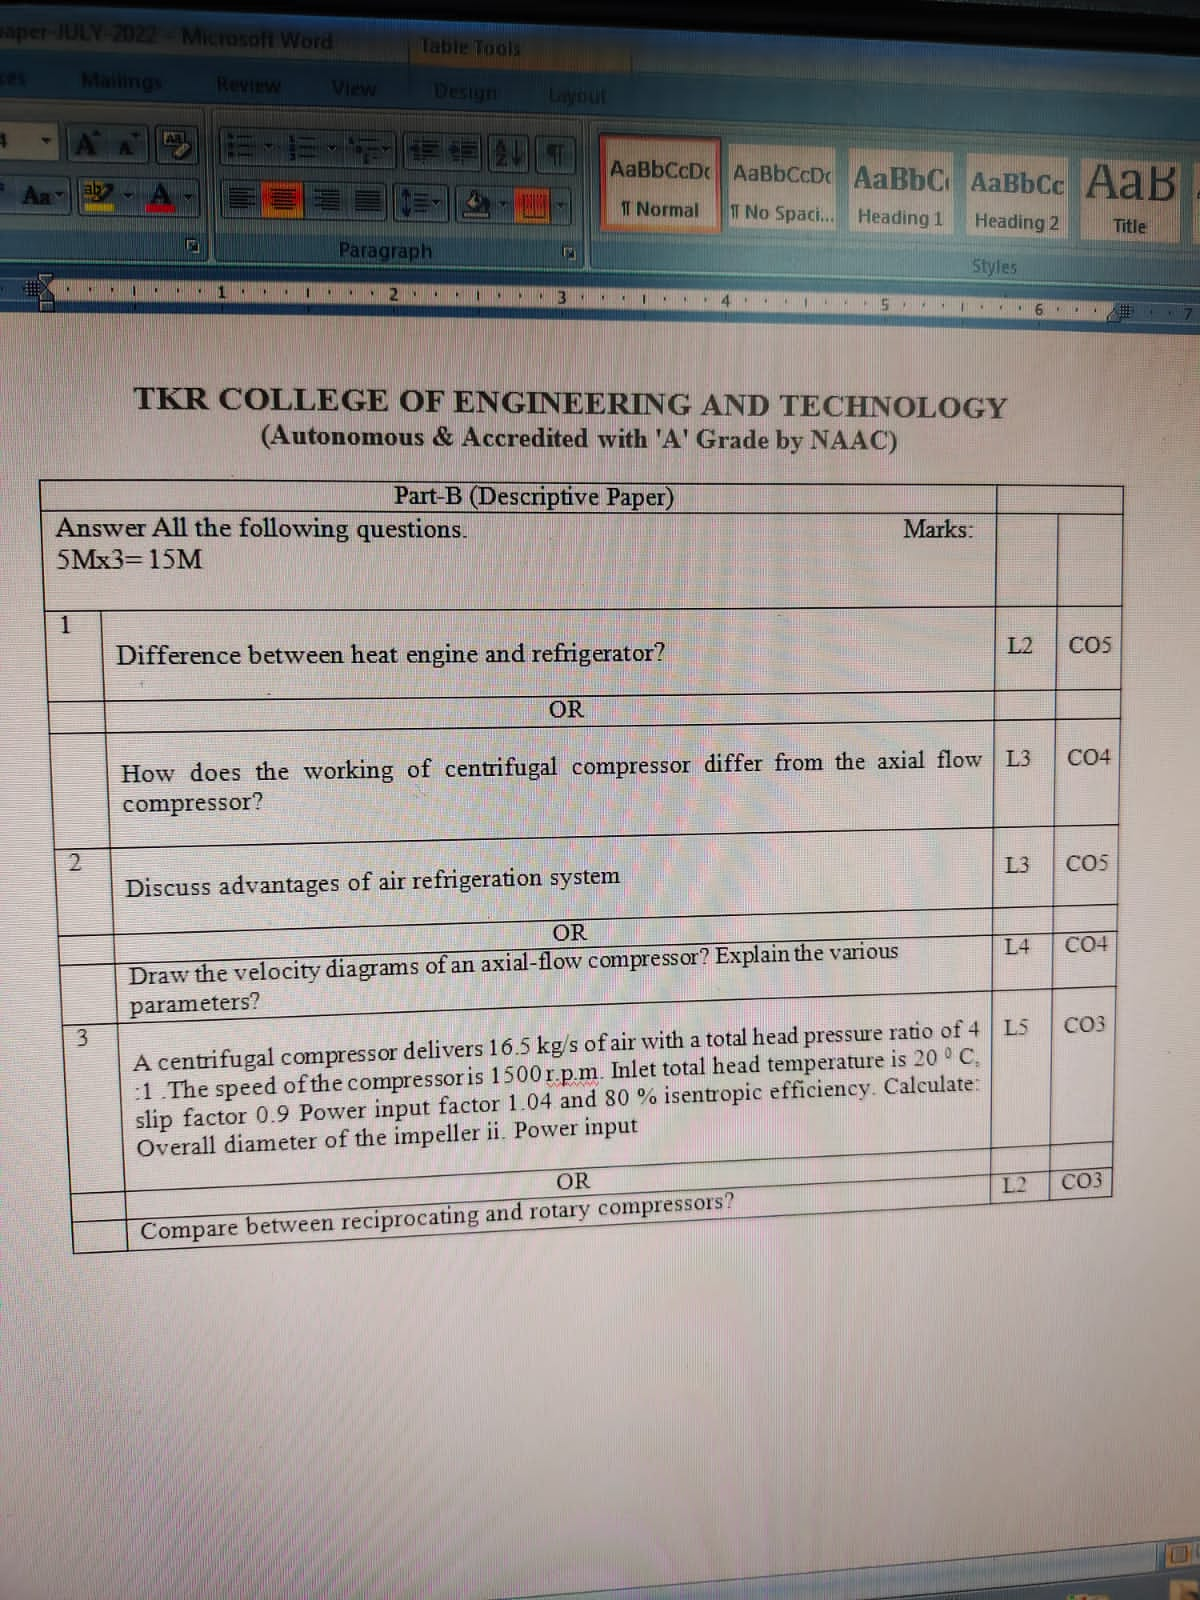 aper-JULY-2022 - Microsoft Word
Table Tools
Mailings Review View Design Layout
AaBbCcDc AaBbCcDc AaBbC AaBbCc AaB
¶ Normal ¶ No Spaci... Heading 1 Heading 2 Title
Paragraph
Styles
1 2 3 4 5 6 7
TKR COLLEGE OF ENGINEERING AND TECHNOLOGY
(Autonomous & Accredited with 'A' Grade by NAAC)
Part-B (Descriptive Paper)
Answer All the following questions. Marks:
5Mx3= 15M
1 Difference between heat engine and refrigerator? L2 CO5
OR
How does the working of centrifugal compressor differ from the axial flow L3 CO4
compressor?
2 Discuss advantages of air refrigeration system L3 CO5
OR
Draw the velocity diagrams of an axial-flow compressor? Explain the various L4 CO4
parameters?
3 A centrifugal compressor delivers 16.5 kg/s of air with a total head pressure ratio of 4 L5 CO3
:1 .The speed of the compressor is 1500 r.p.m. Inlet total head temperature is 20 ⁰ C,
slip factor 0.9 Power input factor 1.04 and 80 % isentropic efficiency. Calculate:
Overall diameter of the impeller ii. Power input
OR
Compare between reciprocating and rotary compressors? L2 CO3